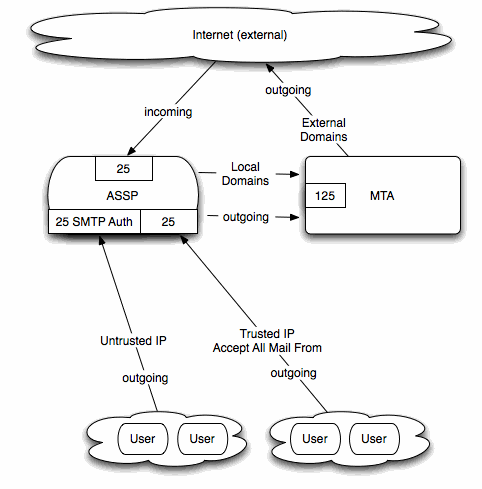 Internet (external)
outgoing
incoming
External
Domains
25
Local
Domains
ASSP
125
MTA
25 SMTP Auth
25
outgoing
Untrusted IP
Trusted IP
Accept All Mail From
outgoing
outgoing
User
User
User
User